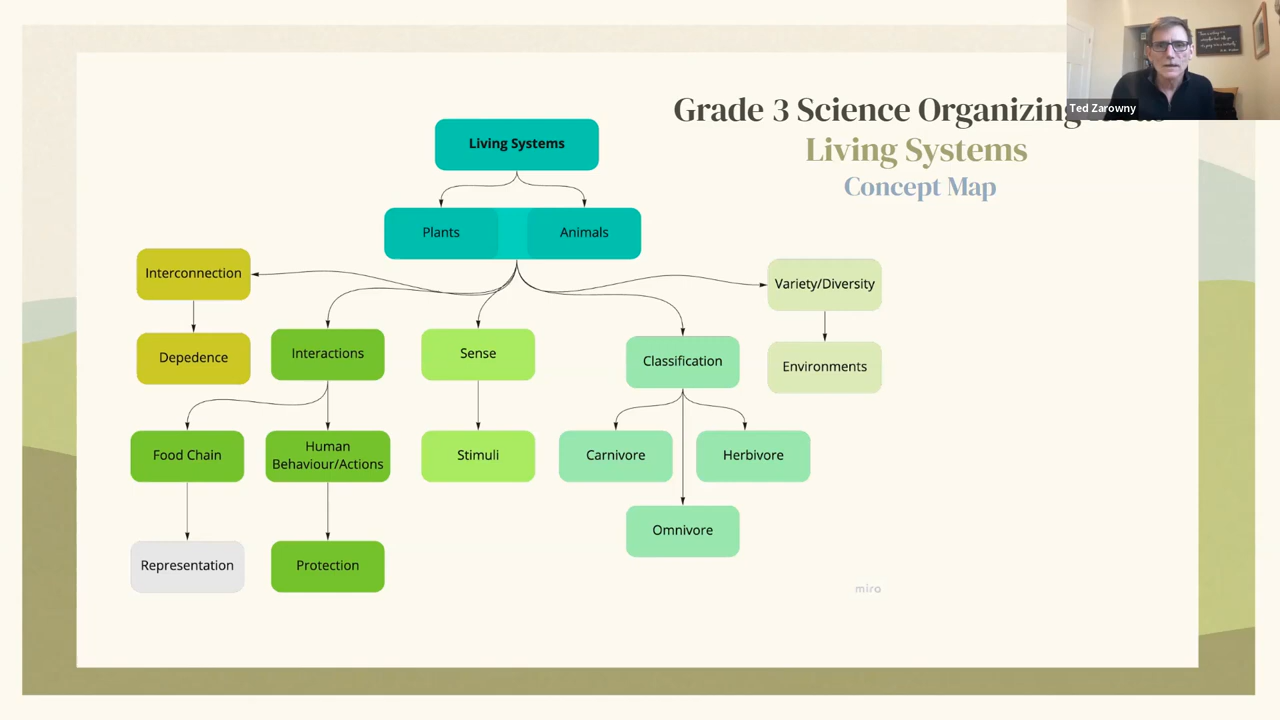 Grade 3 Science Organizing
Living Systems
Concept Map
Ted Zarowny
Living Systems
Plants
Animals
Interconnection
Variety/Diversity
Depedence
Interactions
Sense
Classification
Environments
Food Chain
Human
Behaviour/Actions
Stimuli
Carnivore
Herbivore
Omnivore
Representation
Protection
miro